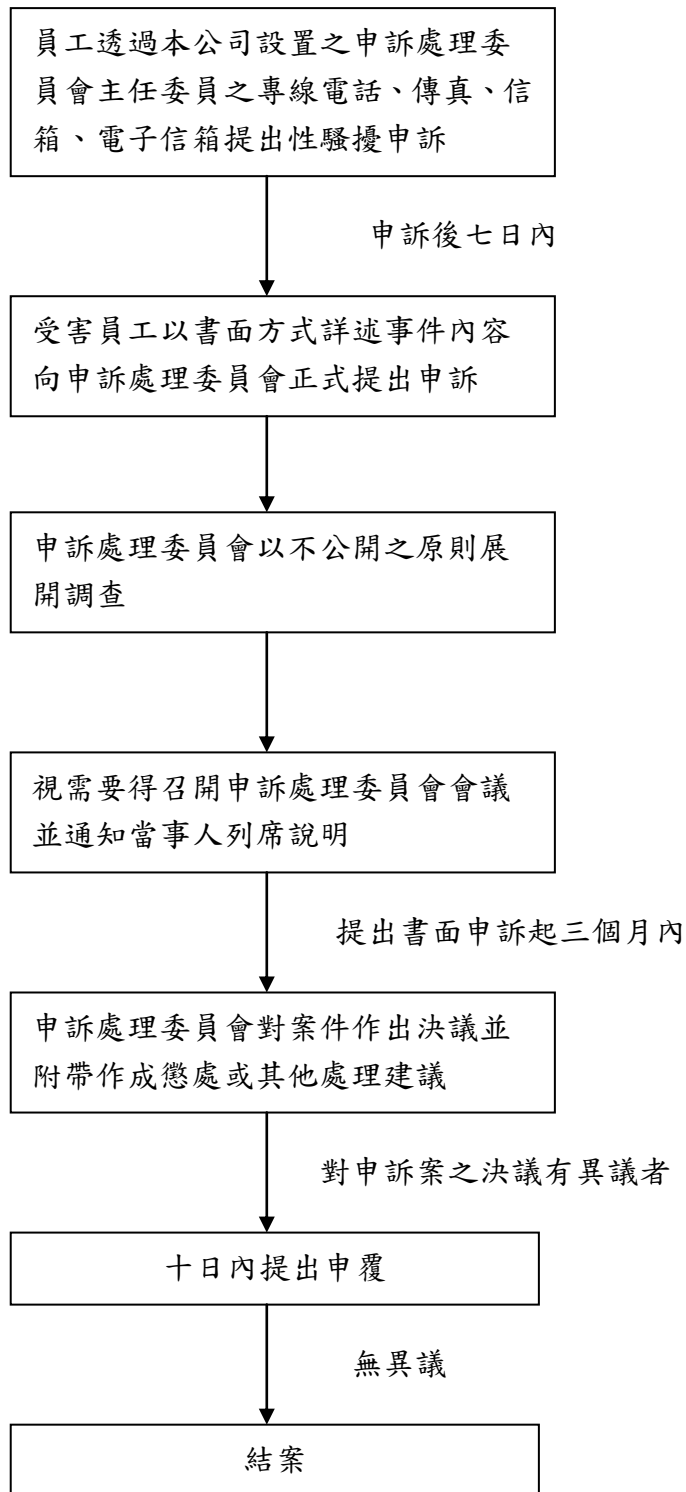 員工透過本公司設置之申訴處理委
員會主任委員之專線電話、傳真、信
箱、電子信箱提出性騷擾申訴
申訴後七日內
受害員工以書面方式詳述事件內容
向申訴處理委員會正式提出申訴
申訴處理委員會以不公開之原則展
開調查
視需要得召開申訴處理委員會會議
並通知當事人列席說明
提出書面申訴起三個月內
申訴處理委員會對案件作出決議並
附帶作成懲處或其他處理建議
對申訴案之決議有異議者
十日內提出申覆
無異議
結案